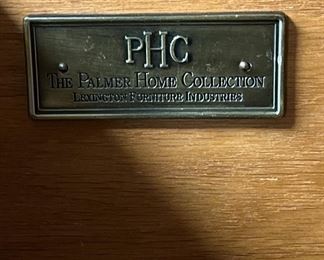 PHC
The Palmer Home Collection
Lexington Furniture Industries